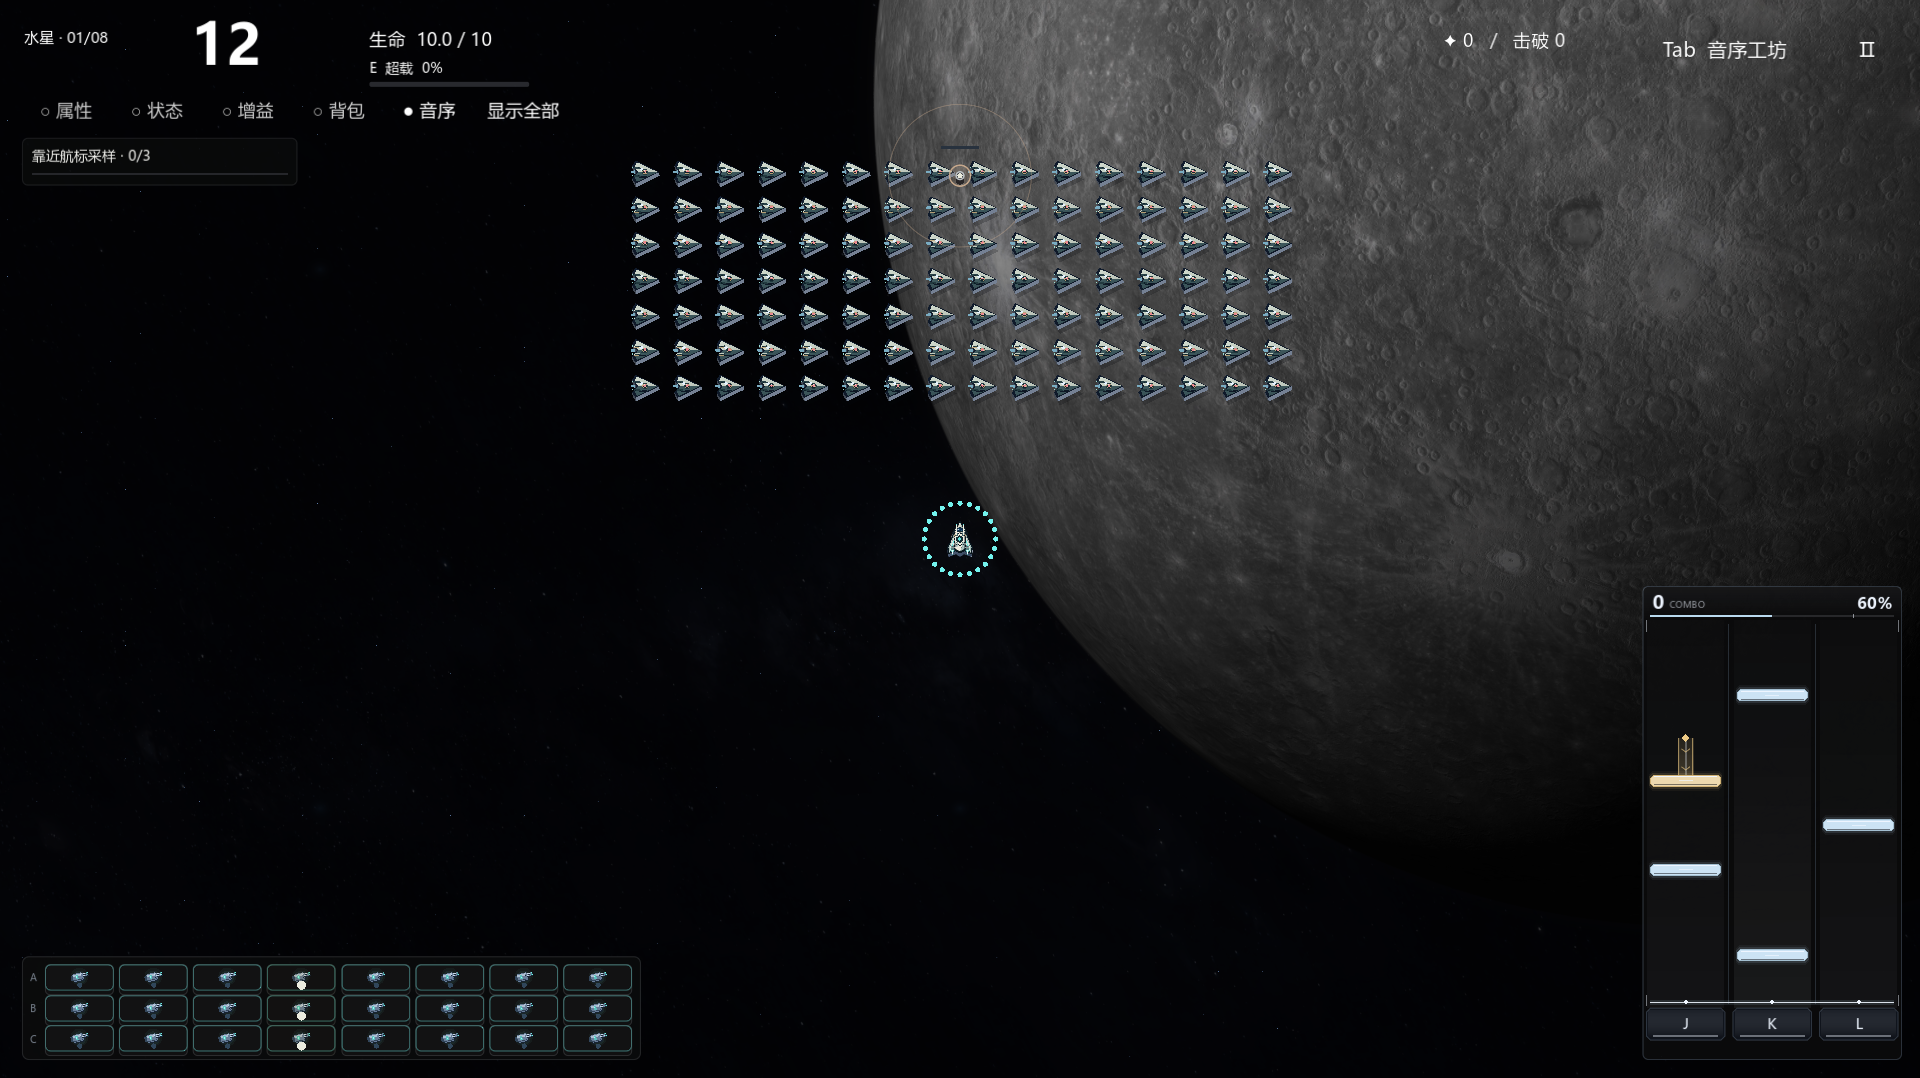 水星 · 01/08
12
生命 10.0 / 10
E 超载 0%
✦ 0 / 击破 0
Tab 音序工坊
II
属性 状态 增益 背包 音序 显示全部
靠近航标采样 · 0/3
0 COMBO 60%
J K L
A
B
C